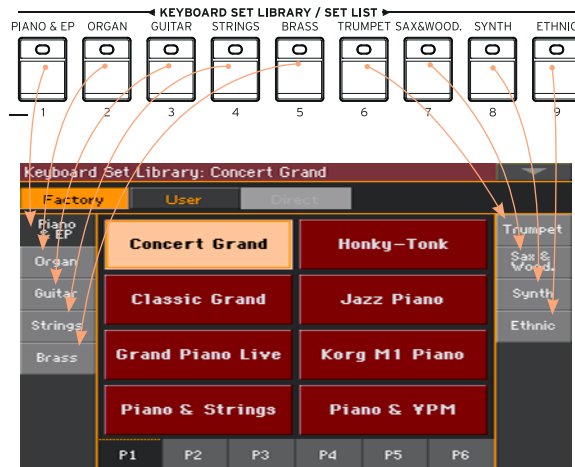 KEYBOARD SET LIBRARY / SET LIST
PIANO & EP ORGAN GUITAR STRINGS BRASS TRUMPET SAX&WOOD. SYNTH ETHNIC
1 2 3 4 5 6 7 8 9
Keyboard Set Library: Concert Grand
Factory User Direct
Piano & EP
Organ
Guitar
Strings
Brass
Concert Grand Honky-Tonk
Classic Grand Jazz Piano
Grand Piano Live Korg M1 Piano
Piano & Strings Piano & VPM
Trumpet
Sax & Wood.
Synth
Ethnic
P1 P2 P3 P4 P5 P6